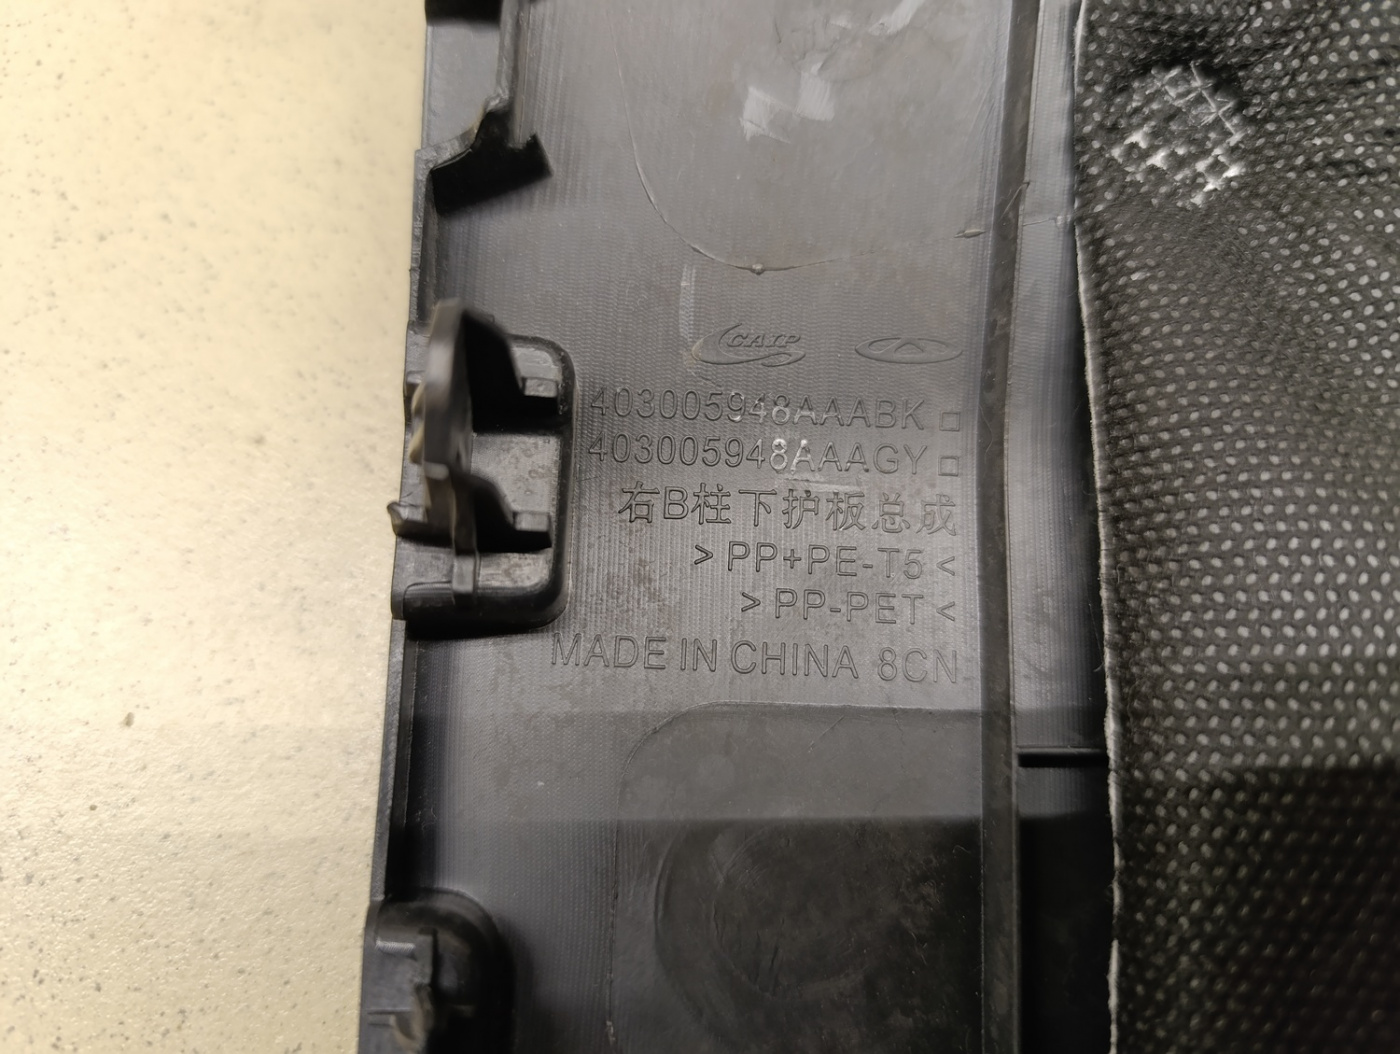 CAIP
403005948AAABK □
403005948AAAGY □
右B柱下护板总成
>PP+PE-T5<
>PP-PET<
MADE IN CHINA 8CN